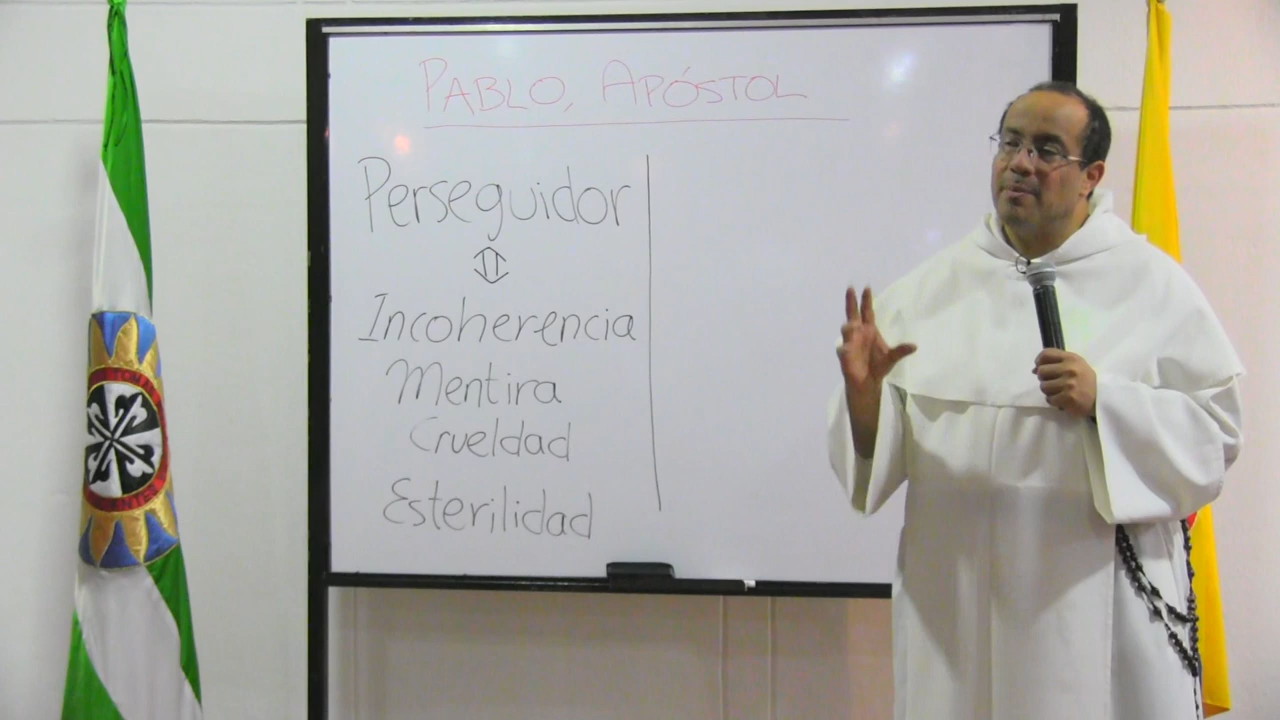 PABLO, APÓSTOL
Perseguidor
Incoherencia
Mentira
Crueldad
Esterilidad